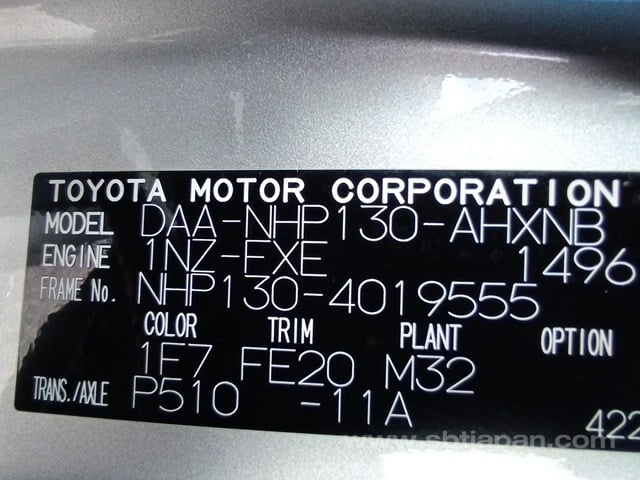 TOYOTA MOTOR CORPORATION
MODEL DAA-NHP130-AHXNB
ENGINE 1NZ-FXE 1496
FRAME No. NHP130-4019555
COLOR TRIM PLANT OPTION
1F7 FE20 M32
TRANS./AXLE P510 -11A
422
www.sbtjapan.com